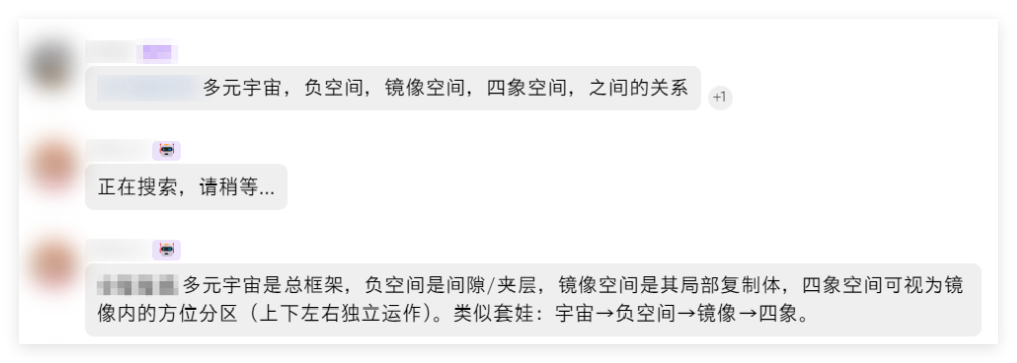 多元宇宙，负空间，镜像空间，四象空间，之间的关系
+1
正在搜索，请稍等...
多元宇宙是总框架，负空间是间隙/夹层，镜像空间是其局部复制体，四象空间可视为镜
像内的方位分区（上下左右独立运作）。类似套娃：宇宙→负空间→镜像→四象。